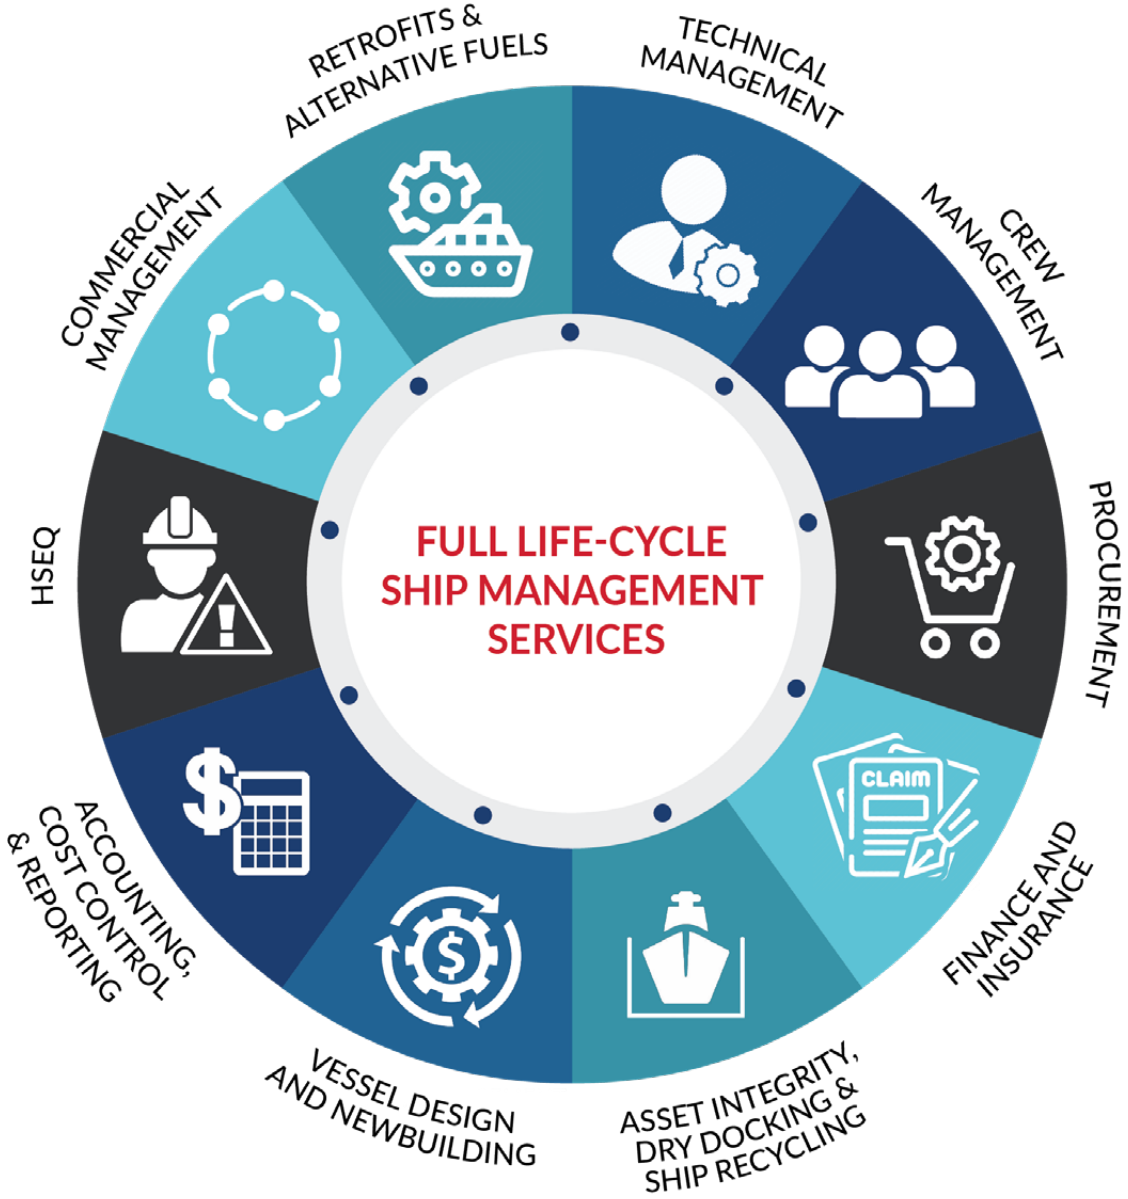 RETROFITS &
ALTERNATIVE FUELS
TECHNICAL
MANAGEMENT
CREW
MANAGEMENT
PROCUREMENT
FINANCE AND
INSURANCE
ASSET INTEGRITY,
DRY DOCKING &
SHIP RECYCLING
VESSEL DESIGN
AND NEWBUILDING
ACCOUNTING,
COST CONTROL
& REPORTING
HSEQ
COMMERCIAL
MANAGEMENT
FULL LIFE-CYCLE
SHIP MANAGEMENT
SERVICES
CLAIM
$
$
!